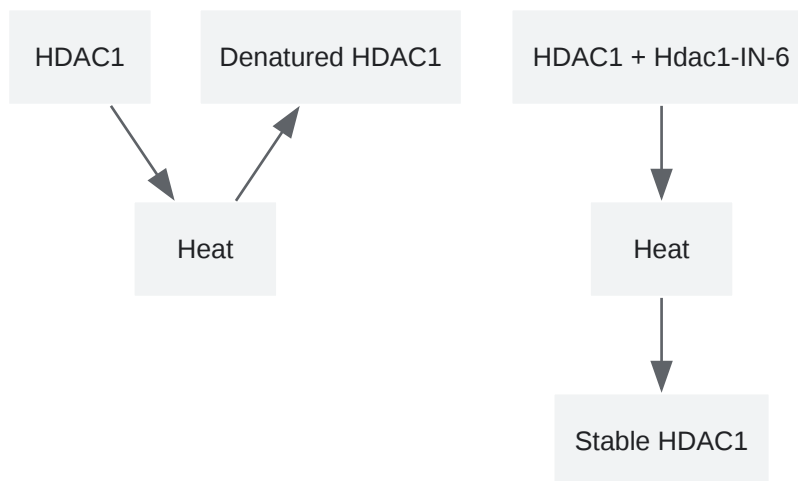 HDAC1
Denatured HDAC1
HDAC1 + Hdac1-IN-6
Heat
Heat
Stable HDAC1